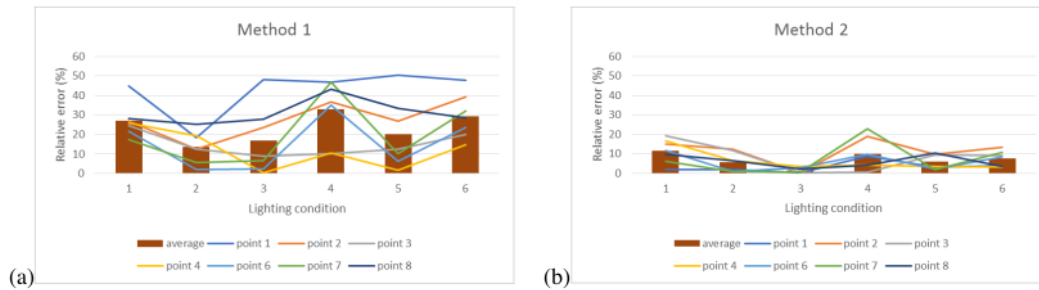 Method 1
Relative error (%)
60
50
40
30
20
10
0
1 2 3 4 5 6
Lighting condition
average point 1 point 2 point 3
point 4 point 6 point 7 point 8
(a)
Method 2
Relative error (%)
60
50
40
30
20
10
0
1 2 3 4 5 6
Lighting condition
average point 1 point 2 point 3
point 4 point 6 point 7 point 8
(b)